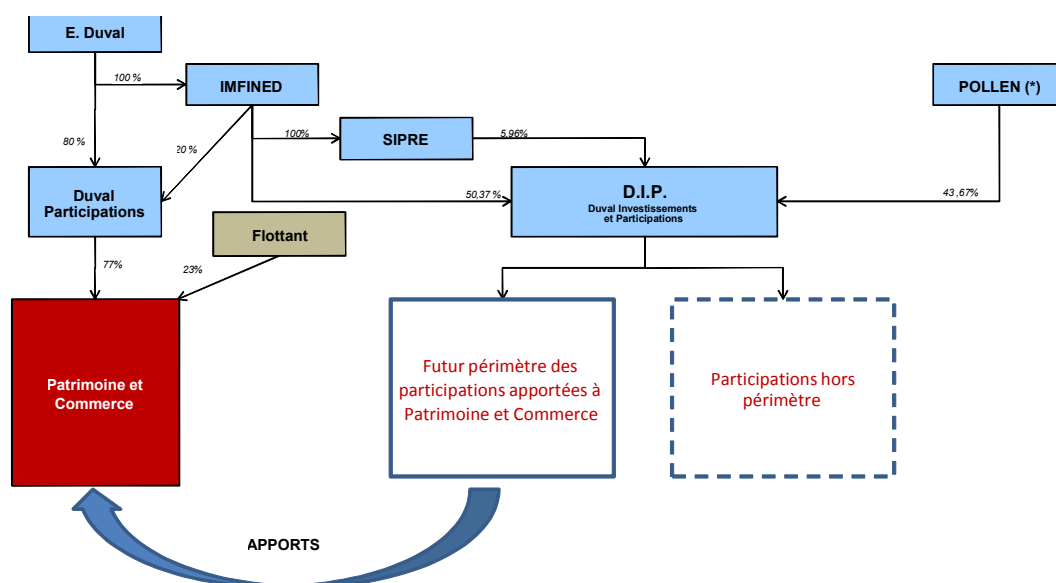 E. Duval
100 %
IMFINED
POLLEN (*)
80 %
20 %
100%
SIPRE
5,96%
Duval
Participations
50,37 %
D.I.P.
Duval Investissements
et Participations
43 ,67%
Flottant
77%
23%
Patrimoine et
Commerce
Futur périmètre des
participations apportées à
Patrimoine et Commerce
Participations hors
périmètre
APPORTS